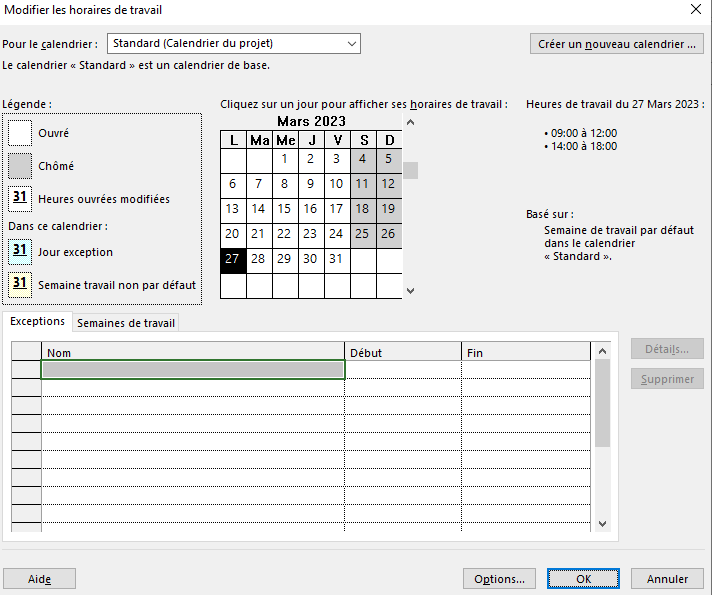 Modifier les horaires de travail
Pour le calendrier :
Standard (Calendrier du projet)
Créer un nouveau calendrier ...
Le calendrier « Standard » est un calendrier de base.
Légende :
Ouvré
Chômé
31 Heures ouvrées modifiées
Dans ce calendrier :
31 Jour exception
31 Semaine travail non par défaut
Cliquez sur un jour pour afficher ses horaires de travail :
Mars 2023
L Ma Me J V S D
1 2 3 4 5
6 7 8 9 10 11 12
13 14 15 16 17 18 19
20 21 22 23 24 25 26
27 28 29 30 31
Heures de travail du 27 Mars 2023 :
• 09:00 à 12:00
• 14:00 à 18:00
Basé sur :
Semaine de travail par défaut
dans le calendrier
« Standard ».
Exceptions Semaines de travail
Nom Début Fin
Détails...
Supprimer
Aide Options... OK Annuler